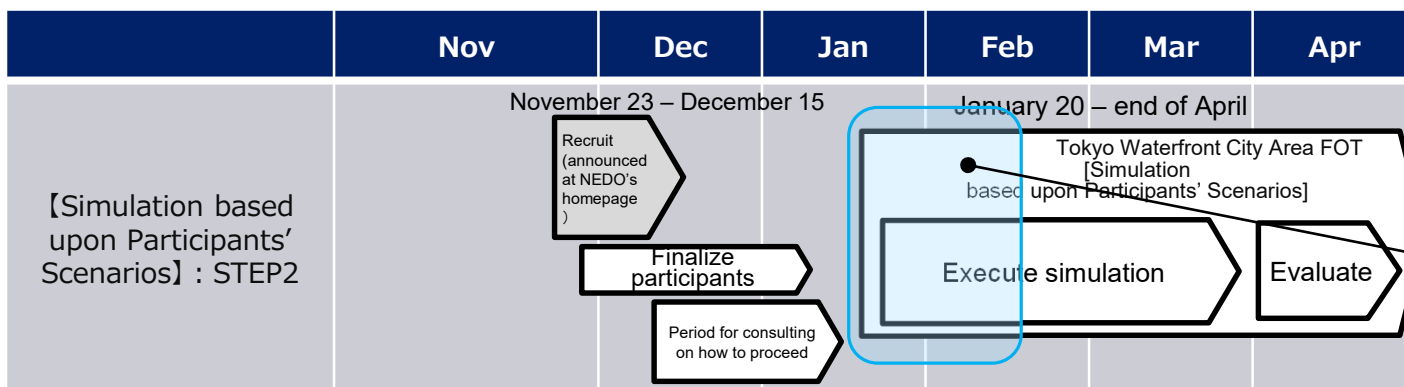 Nov Dec Jan Feb Mar Apr
【Simulation based
upon Participants’
Scenarios】: STEP2
November 23 – December 15
Recruit
(announced
at NEDO’s
homepage
）
Finalize
participants
Period for consulting
on how to proceed
January 20 – end of April
Tokyo Waterfront City Area FOT
[Simulation
based upon Participants’ Scenarios]
Execute simulation
Evaluate